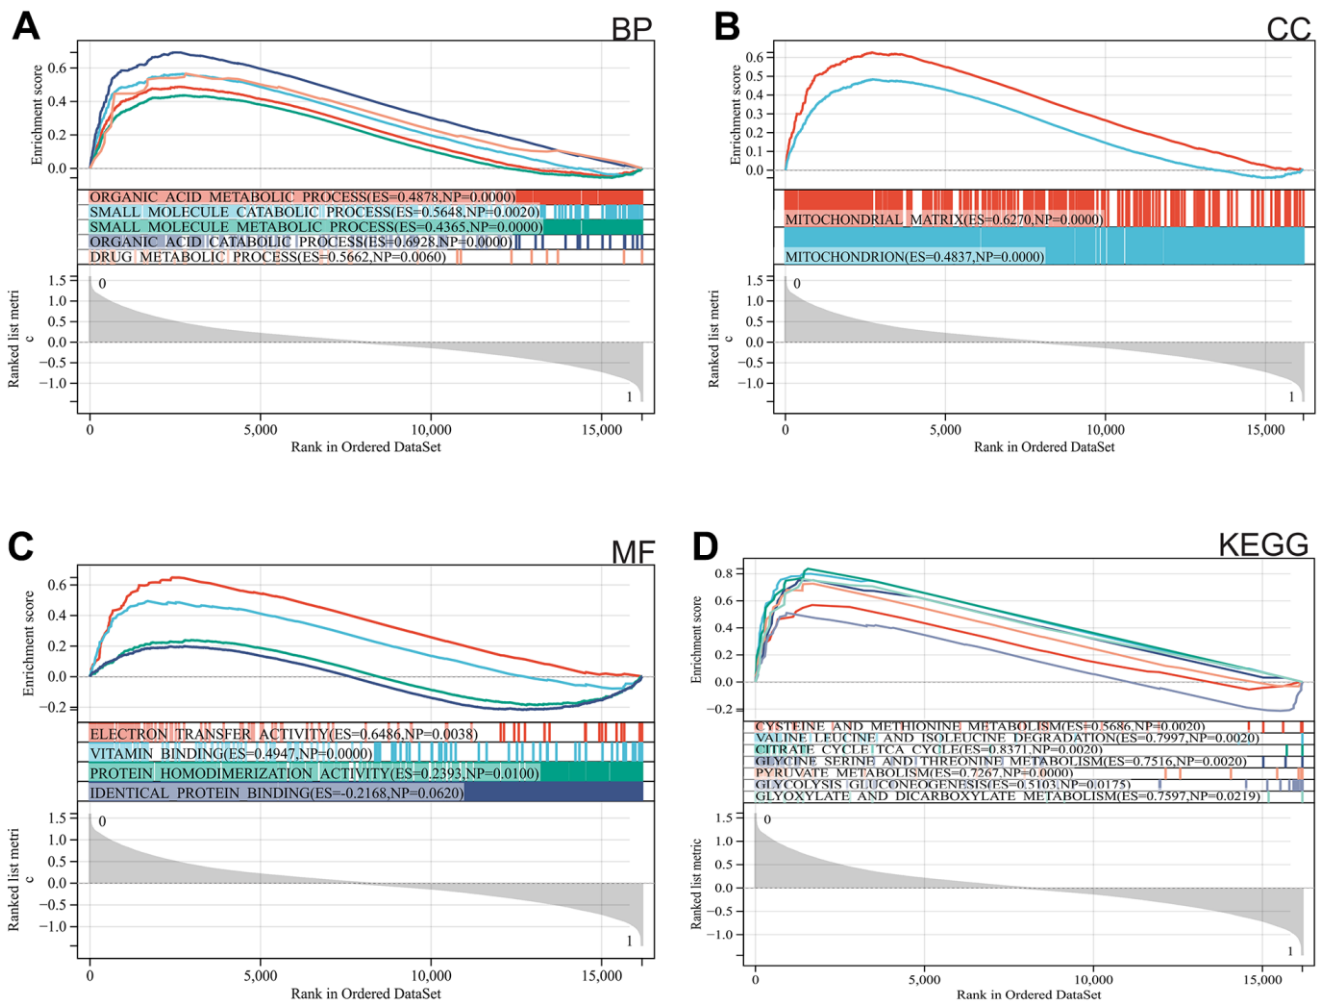 A
BP
Enrichment score
0.6
0.4
0.2
0.0
ORGANIC ACID METABOLIC PROCESS(ES=0.4878,NP=0.0000)
SMALL MOLECULE CATABOLIC PROCESS(ES=0.5648,NP=0.0020)
SMALL MOLECULE METABOLIC PROCESS(ES=0.4365,NP=0.0000)
ORGANIC ACID CATABOLIC PROCESS(ES=0.6928,NP=0.0000)
DRUG METABOLIC PROCESS(ES=0.5662,NP=0.0060)
Ranked list metri
c
1.5
1.0
0.5
0.0
−0.5
−1.0
0
1
0
5,000
10,000
15,000
Rank in Ordered DataSet
B
CC
Enrichment score
0.6
0.5
0.4
0.3
0.2
0.1
0.0
MITOCHONDRIAL_MATRIX(ES=0.6270,NP=0.0000)
MITOCHONDRION(ES=0.4837,NP=0.0000)
Ranked list metri
c
1.5
1.0
0.5
0.0
−0.5
−1.0
0
1
0
5,000
10,000
15,000
Rank in Ordered DataSet
C
MF
Enrichment score
0.6
0.4
0.2
0.0
−0.2
ELECTRON TRANSFER ACTIVITY(ES=0.6486,NP=0.0038)
VITAMIN BINDING(ES=0.4947,NP=0.0000)
PROTEIN HOMODIMERIZATION ACTIVITY(ES=0.2393,NP=0.0100)
IDENTICAL PROTEIN_BINDING(ES=-0.2168,NP=0.0620)
Ranked list metri
c
1.5
1.0
0.5
0.0
−0.5
−1.0
0
1
0
5,000
10,000
15,000
Rank in Ordered DataSet
D
KEGG
Enrichment score
0.8
0.6
0.4
0.2
0.0
−0.2
CYSTEINE AND METHIONINE METABOLISM(ES=0.5686,NP=0.0020)
VALINE LEUCINE AND ISOLEUCINE DEGRADATION(ES=0.7997,NP=0.0020)
CITRATE CYCLE TCA CYCLE(ES=0.8371,NP=0.0020)
GLYCINE SERINE AND THREONINE METABOLISM(ES=0.7516,NP=0.0020)
PYRUVATE METABOLISM(ES=0.7267,NP=0.0000)
GLYCOLYSIS GLUCONEOGENESIS(ES=0.5103,NP=0.0175)
GLYOXYLATE AND DICARBOXYLATE METABOLISM(ES=0.7597,NP=0.0219)
Ranked list metric
1.5
1.0
0.5
0.0
−0.5
−1.0
0
1
0
5,000
10,000
15,000
Rank in Ordered DataSet